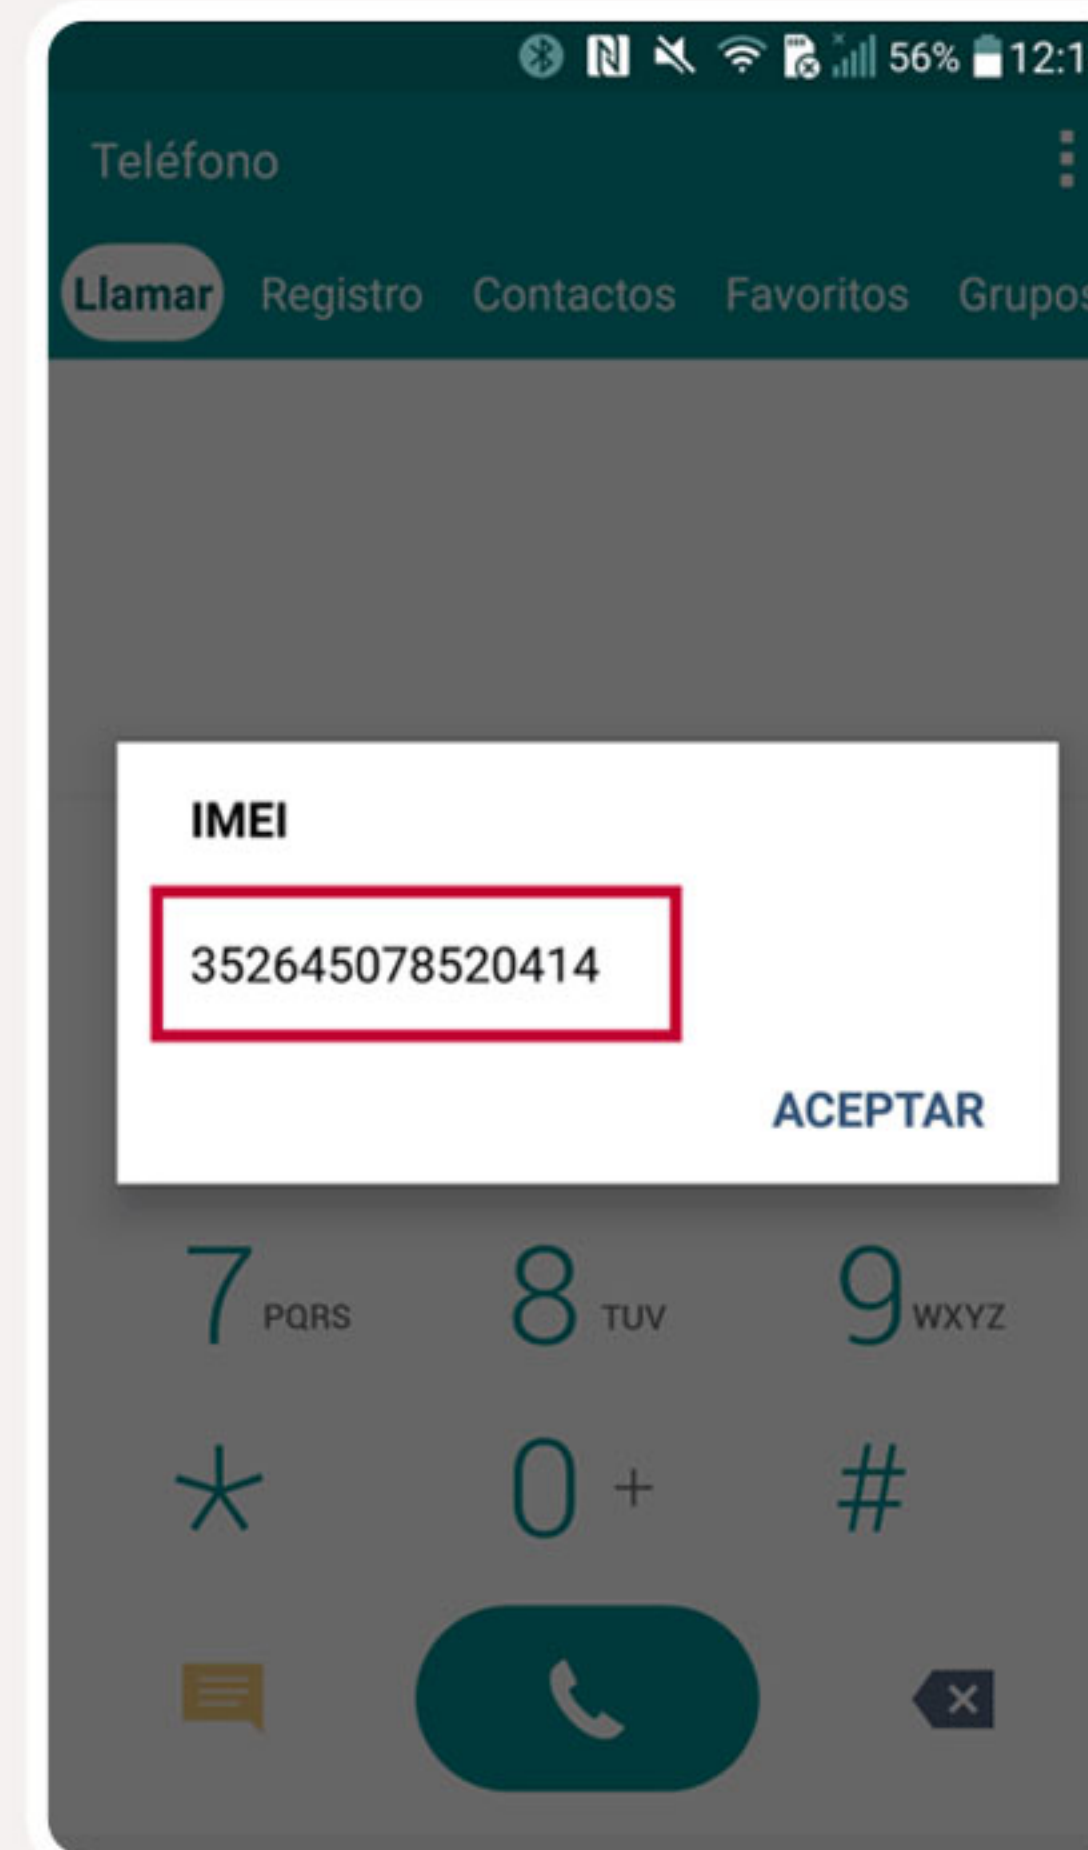 56% 12:1
Teléfono
Llamar Registro Contactos Favoritos Grupos
IMEI
352645078520414
ACEPTAR
7 PQRS 8 TUV 9 WXYZ
* 0 + #